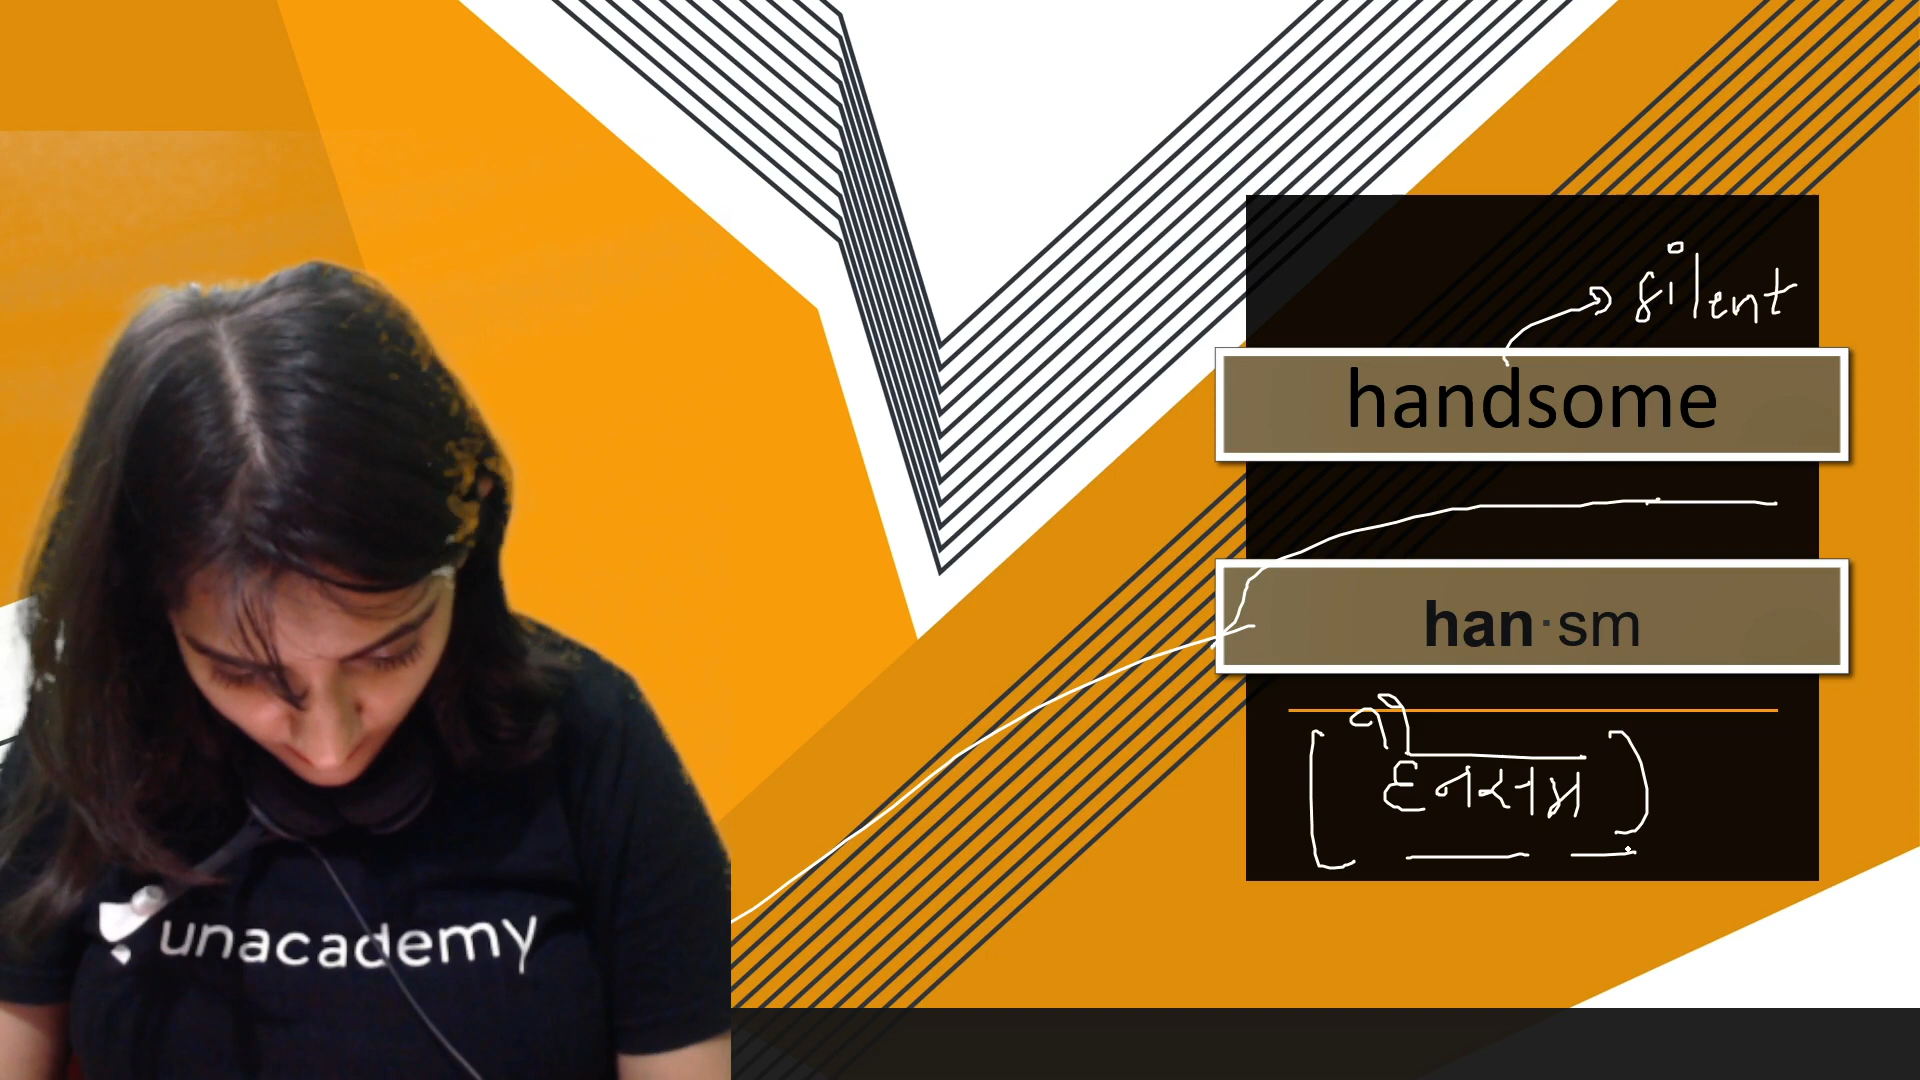 silent
handsome
han·sm
हैनसम
unacademy